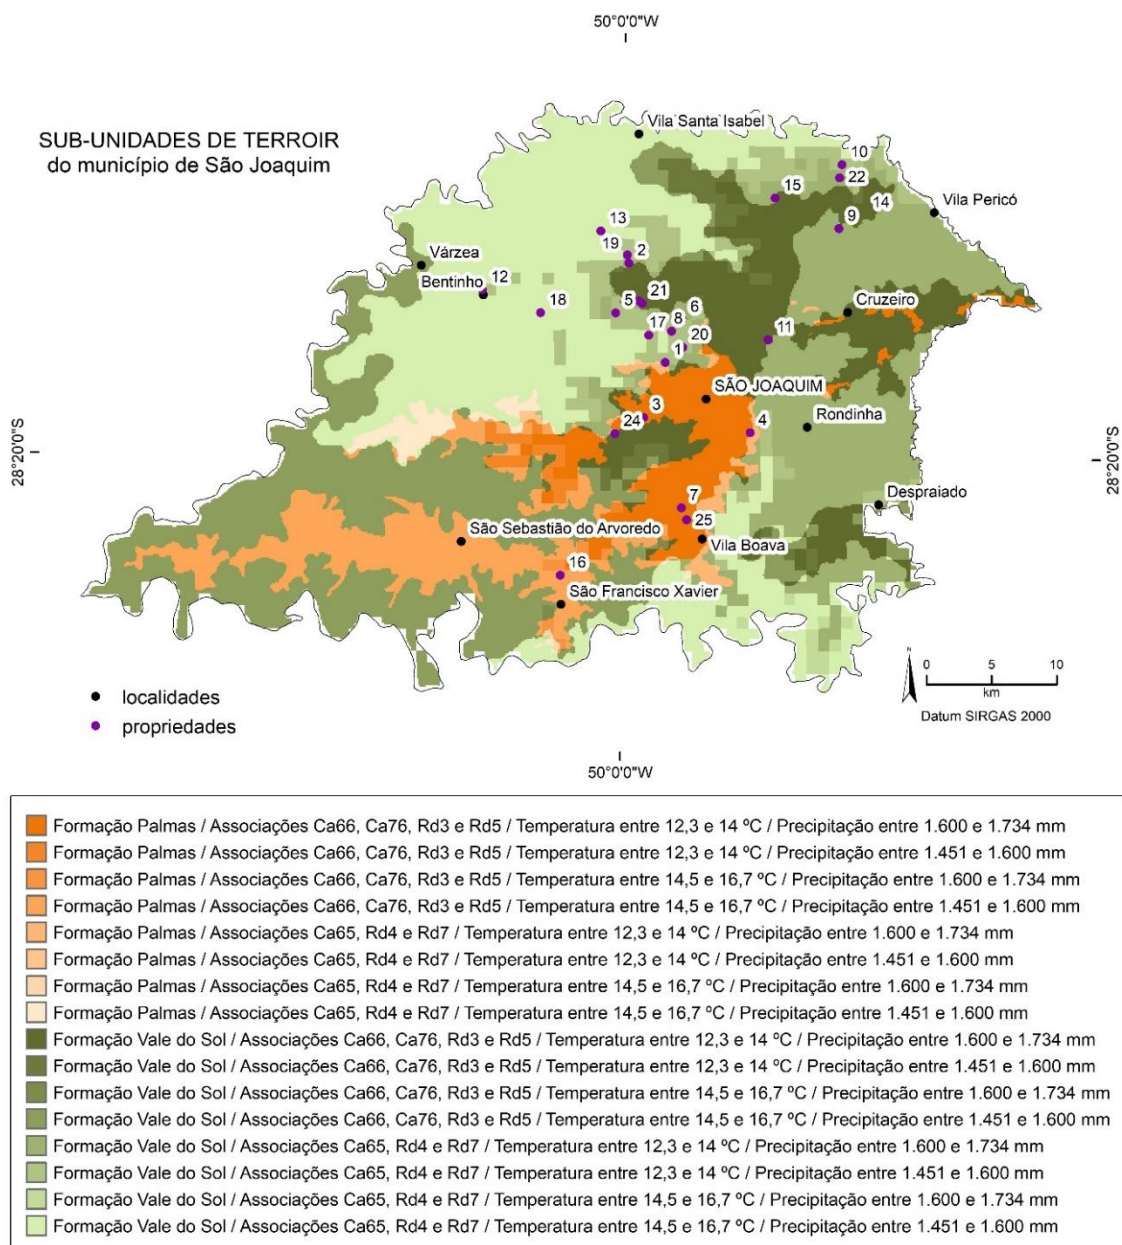 50°0'0"W
SUB-UNIDADES DE TERROIR
do município de São Joaquim
Vila Santa Isabel
10
22
15
14
Vila Pericó
9
13
19
2
Várzea
Bentinho
12
18
5
21
6
8
17
20
1
11
Cruzeiro
SÃO JOAQUIM
3
24
4
Rondinha
28°20'0"S
28°20'0"S
7
25
Despraiado
São Sebastião do Arvoredo
Vila Boava
16
São Francisco Xavier
localidades
propriedades
N
0 5 10
km
Datum SIRGAS 2000
50°0'0"W
Formação Palmas / Associações Ca66, Ca76, Rd3 e Rd5 / Temperatura entre 12,3 e 14 ºC / Precipitação entre 1.600 e 1.734 mm
Formação Palmas / Associações Ca66, Ca76, Rd3 e Rd5 / Temperatura entre 12,3 e 14 ºC / Precipitação entre 1.451 e 1.600 mm
Formação Palmas / Associações Ca66, Ca76, Rd3 e Rd5 / Temperatura entre 14,5 e 16,7 ºC / Precipitação entre 1.600 e 1.734 mm
Formação Palmas / Associações Ca66, Ca76, Rd3 e Rd5 / Temperatura entre 14,5 e 16,7 ºC / Precipitação entre 1.451 e 1.600 mm
Formação Palmas / Associações Ca65, Rd4 e Rd7 / Temperatura entre 12,3 e 14 ºC / Precipitação entre 1.600 e 1.734 mm
Formação Palmas / Associações Ca65, Rd4 e Rd7 / Temperatura entre 12,3 e 14 ºC / Precipitação entre 1.451 e 1.600 mm
Formação Palmas / Associações Ca65, Rd4 e Rd7 / Temperatura entre 14,5 e 16,7 ºC / Precipitação entre 1.600 e 1.734 mm
Formação Palmas / Associações Ca65, Rd4 e Rd7 / Temperatura entre 14,5 e 16,7 ºC / Precipitação entre 1.451 e 1.600 mm
Formação Vale do Sol / Associações Ca66, Ca76, Rd3 e Rd5 / Temperatura entre 12,3 e 14 ºC / Precipitação entre 1.600 e 1.734 mm
Formação Vale do Sol / Associações Ca66, Ca76, Rd3 e Rd5 / Temperatura entre 12,3 e 14 ºC / Precipitação entre 1.451 e 1.600 mm
Formação Vale do Sol / Associações Ca66, Ca76, Rd3 e Rd5 / Temperatura entre 14,5 e 16,7 ºC / Precipitação entre 1.600 e 1.734 mm
Formação Vale do Sol / Associações Ca66, Ca76, Rd3 e Rd5 / Temperatura entre 14,5 e 16,7 ºC / Precipitação entre 1.451 e 1.600 mm
Formação Vale do Sol / Associações Ca65, Rd4 e Rd7 / Temperatura entre 12,3 e 14 ºC / Precipitação entre 1.600 e 1.734 mm
Formação Vale do Sol / Associações Ca65, Rd4 e Rd7 / Temperatura entre 12,3 e 14 ºC / Precipitação entre 1.451 e 1.600 mm
Formação Vale do Sol / Associações Ca65, Rd4 e Rd7 / Temperatura entre 14,5 e 16,7 ºC / Precipitação entre 1.600 e 1.734 mm
Formação Vale do Sol / Associações Ca65, Rd4 e Rd7 / Temperatura entre 14,5 e 16,7 ºC / Precipitação entre 1.451 e 1.600 mm